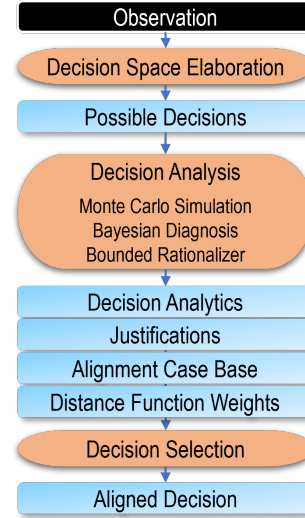 Observation
Decision Space Elaboration
Possible Decisions
Decision Analysis
Monte Carlo Simulation
Bayesian Diagnosis
Bounded Rationalizer
Decision Analytics
Justifications
Alignment Case Base
Distance Function Weights
Decision Selection
Aligned Decision